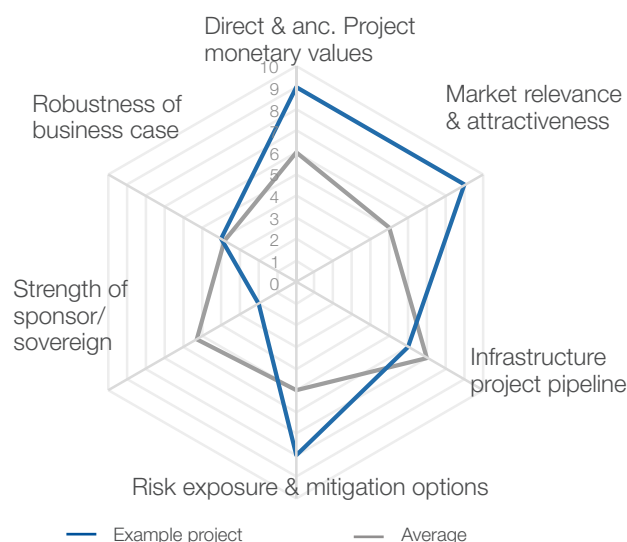 Direct & anc. Project
monetary values
10
9
8
7
6
5
4
3
2
1
0
Market relevance
& attractiveness
Infrastructure
project pipeline
Risk exposure & mitigation options
Strength of
sponsor/
sovereign
Robustness of
business case
Example project
Average